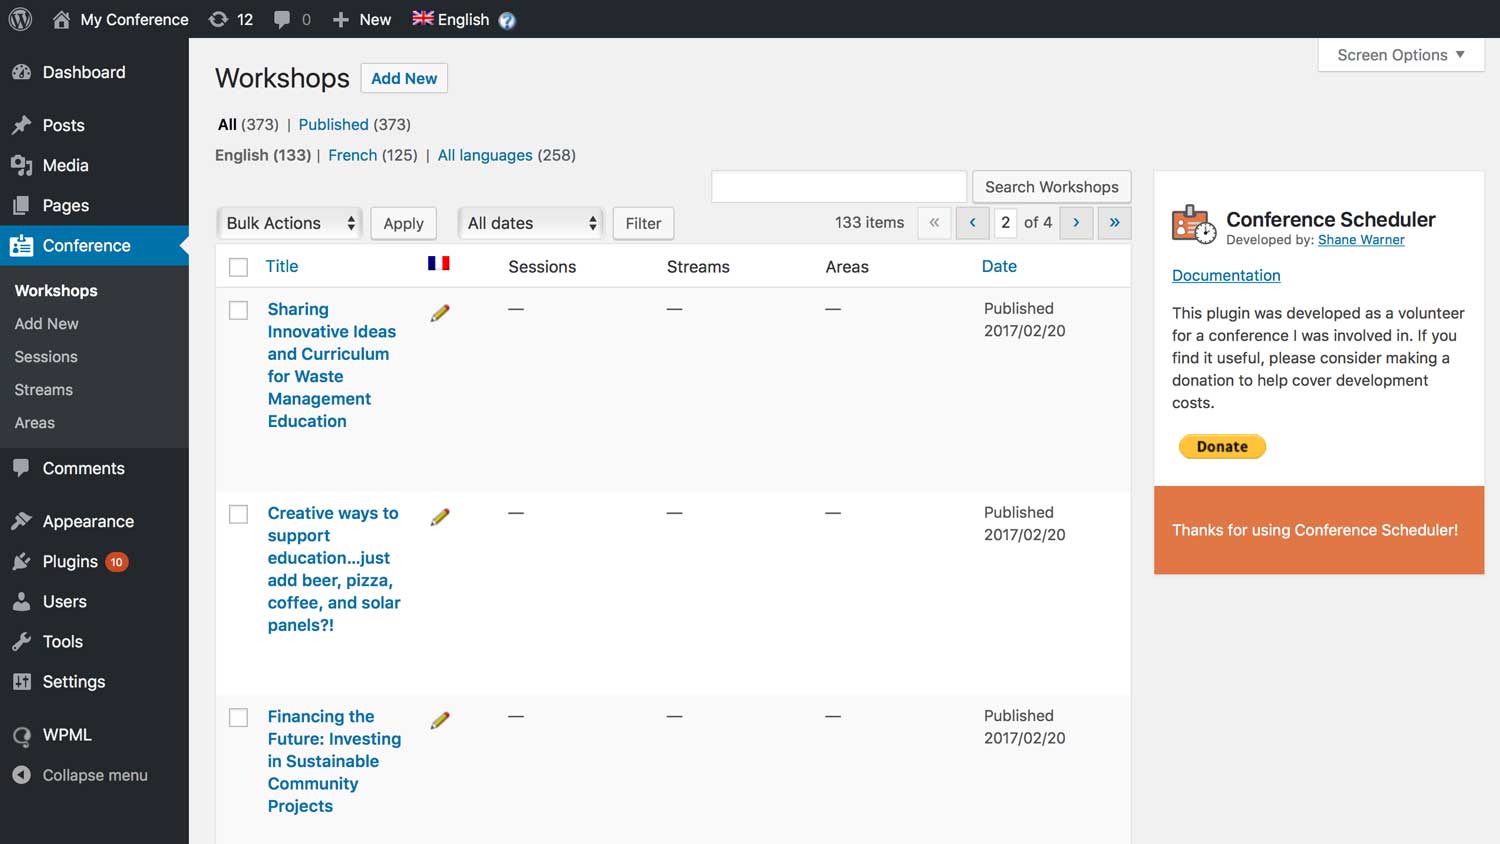 My Conference 12 0 New English
Screen Options
Dashboard
Posts
Media
Pages
Conference
Workshops
Add New
Sessions
Streams
Areas
Comments
Appearance
Plugins 10
Users
Tools
Settings
WPML
Collapse menu
Workshops Add New
All (373) | Published (373)
English (133) | French (125) | All languages (258)
Search Workshops
Bulk Actions Apply All dates Filter 133 items « ‹ 2 of 4 › »
Title Sessions Streams Areas Date
Sharing — — — Published
Innovative Ideas 2017/02/20
and Curriculum
for Waste
Management
Education
Creative ways to — — — Published
support 2017/02/20
education...just
add beer, pizza,
coffee, and solar
panels?!
Financing the — — — Published
Future: Investing 2017/02/20
in Sustainable
Community
Projects
Conference Scheduler
Developed by: Shane Warner
Documentation
This plugin was developed as a volunteer
for a conference I was involved in. If you
find it useful, please consider making a
donation to help cover development
costs.
Donate
Thanks for using Conference Scheduler!